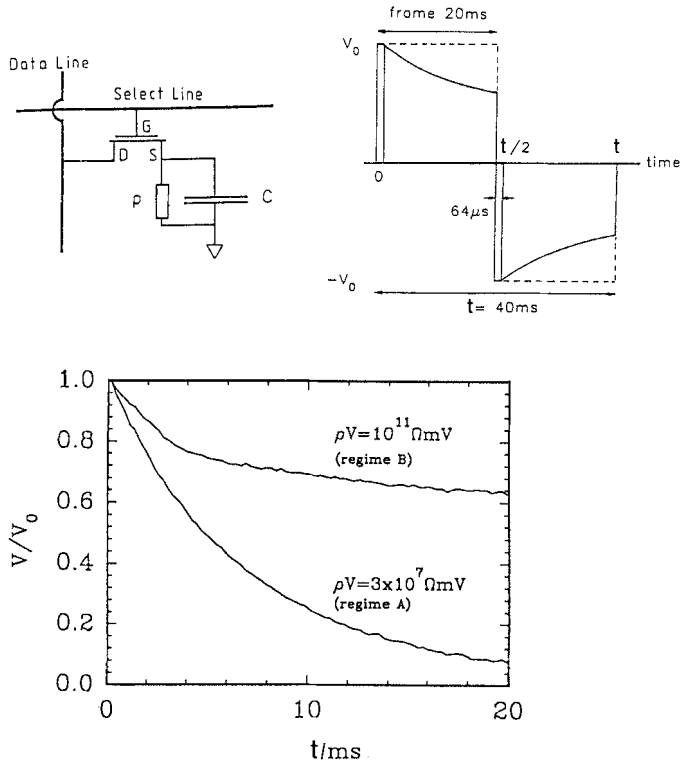 Data Line
Select Line
G
D S
ρ
C
frame 20ms
V₀
t/2
t
time
0
64μs
-V₀
t= 40ms
1.0
0.8
0.6
0.4
0.2
0.0
V/V₀
ρV=10¹¹ΩmV
(regime B)
ρV=3x10⁷ΩmV
(regime A)
0
10
20
t/ms